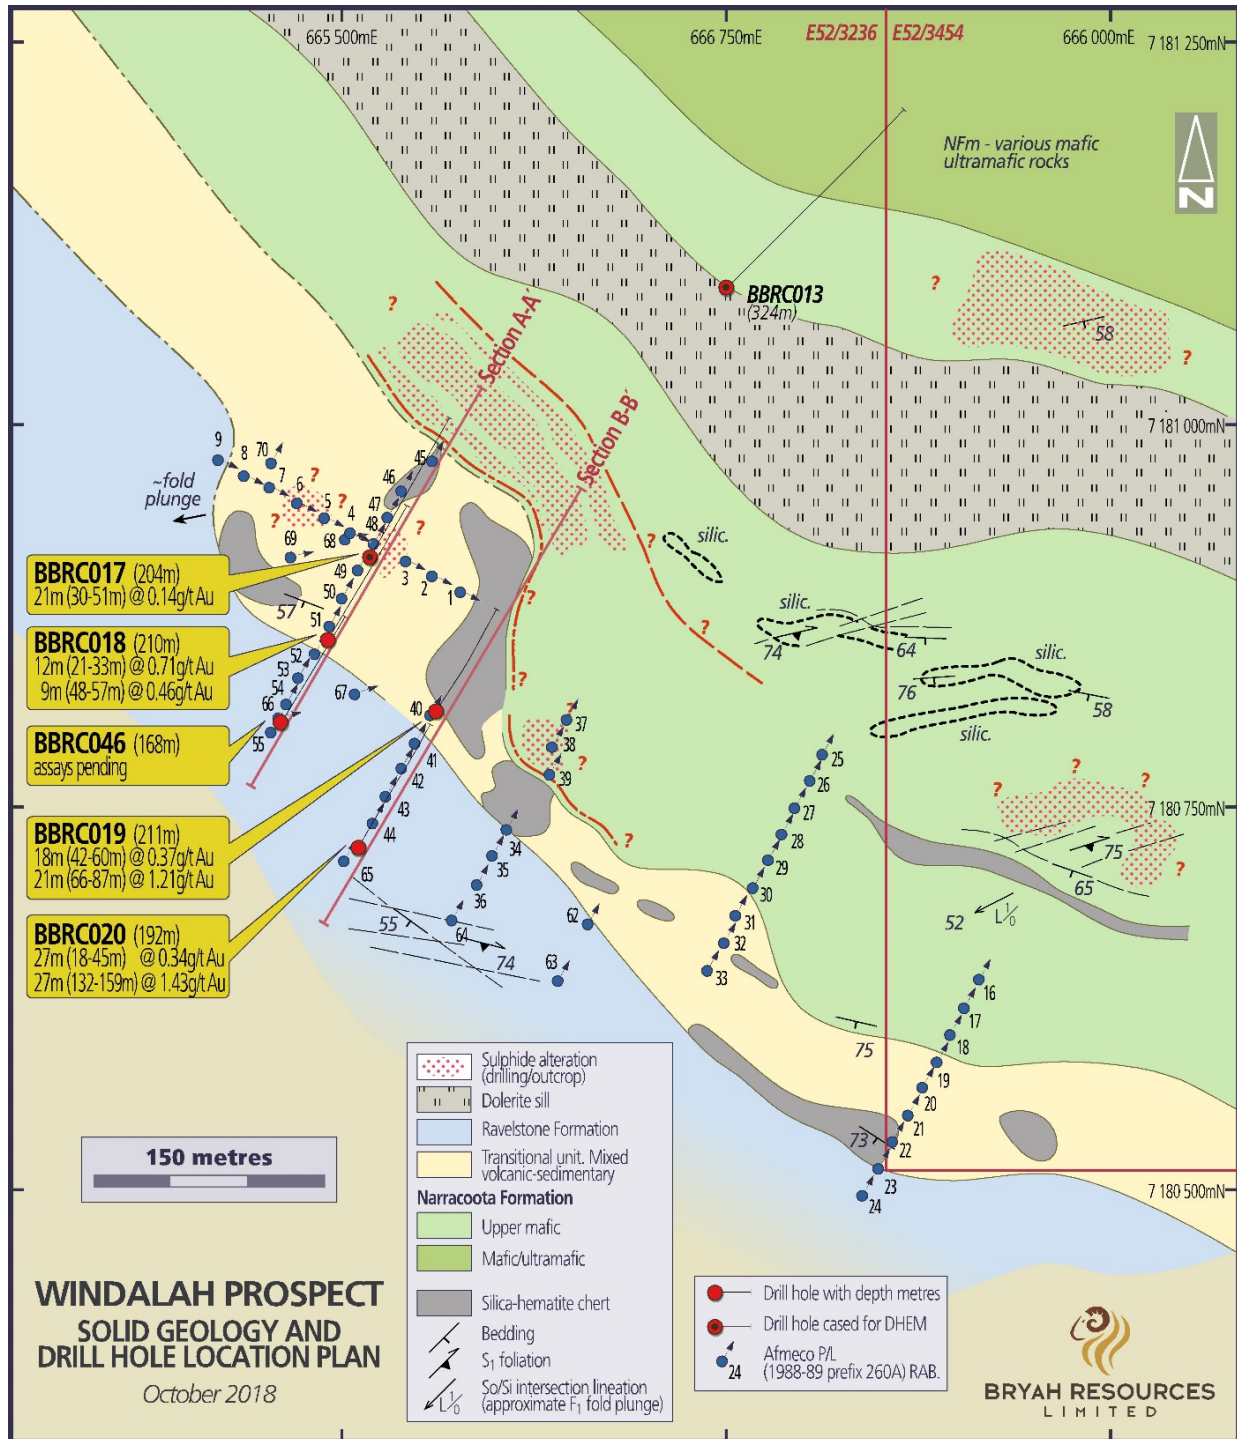 665 500mE
666 750mE
E52/3236
E52/3454
666 000mE
7 181 250mN
NFm - various mafic
ultramafic rocks
N
BBRC013
(324m)
?
58
?
?
Section A-A'
Section B-B'
7 181 000mN
9
8
70
7
6
?
5
?
4
68
69
?
~fold
plunge
45
46
47
48
?
49
3
2
1
50
51
57
52
53
54
66
55
67
BBRC017 (204m)
21m (30-51m) @ 0.14g/t Au
BBRC018 (210m)
12m (21-33m) @ 0.71g/t Au
9m (48-57m) @ 0.46g/t Au
BBRC046 (168m)
assays pending
BBRC019 (211m)
18m (42-60m) @ 0.37g/t Au
21m (66-87m) @ 1.21g/t Au
BBRC020 (192m)
27m (18-45m) @ 0.34g/t Au
27m (132-159m) @ 1.43g/t Au
?
?
?
?
silic.
silic.
74
64
silic.
76
58
silic.
40
41
42
43
44
65
?
37
38
?
39
?
34
35
36
64
55
74
62
63
25
26
27
28
29
30
31
32
33
?
?
?
7 180 750mN
75
?
65
52
L1/0
16
17
18
19
20
21
22
23
24
75
73
7 180 500mN
Sulphide alteration
(drilling/outcrop)
Dolerite sill
Ravelstone Formation
Transitional unit. Mixed
volcanic-sedimentary
Narracoota Formation
Upper mafic
Mafic/ultramafic
Silica-hematite chert
Bedding
S1 foliation
L1/0
So/Si intersection lineation
(approximate F1 fold plunge)
150 metres
WINDALAH PROSPECT
SOLID GEOLOGY AND
DRILL HOLE LOCATION PLAN
October 2018
Drill hole with depth metres
Drill hole cased for DHEM
24
Afmeco P/L
(1988-89 prefix 260A) RAB.
BRYAH RESOURCES
LIMITED